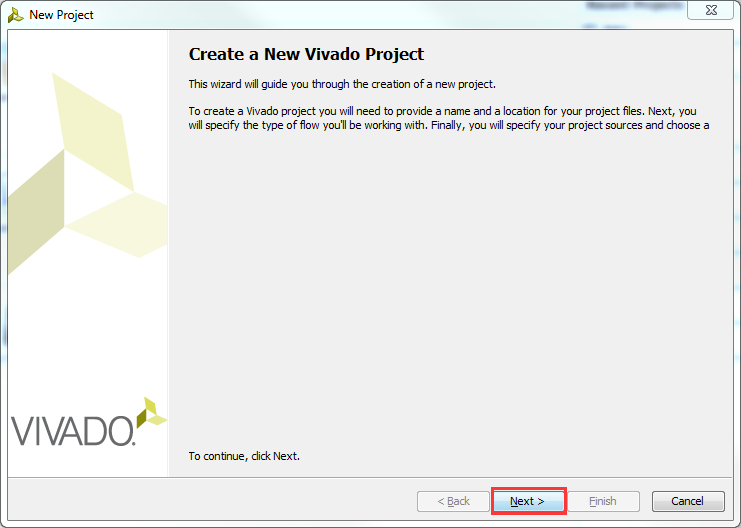 New Project
Recent Projects
Create a New Vivado Project
This wizard will guide you through the creation of a new project.
To create a Vivado project you will need to provide a name and a location for your project files. Next, you
will specify the type of flow you'll be working with. Finally, you will specify your project sources and choose a
VIVADO.
To continue, click Next.
< Back
Next >
Finish
Cancel